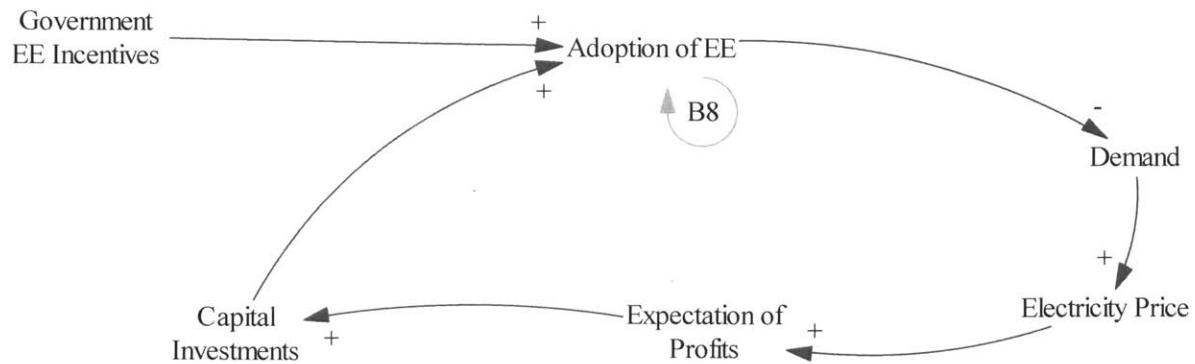 Government
EE Incentives
+
Adoption of EE
+
B8
-
Demand
+
Electricity Price
+
Expectation of
Profits
+
Capital
Investments